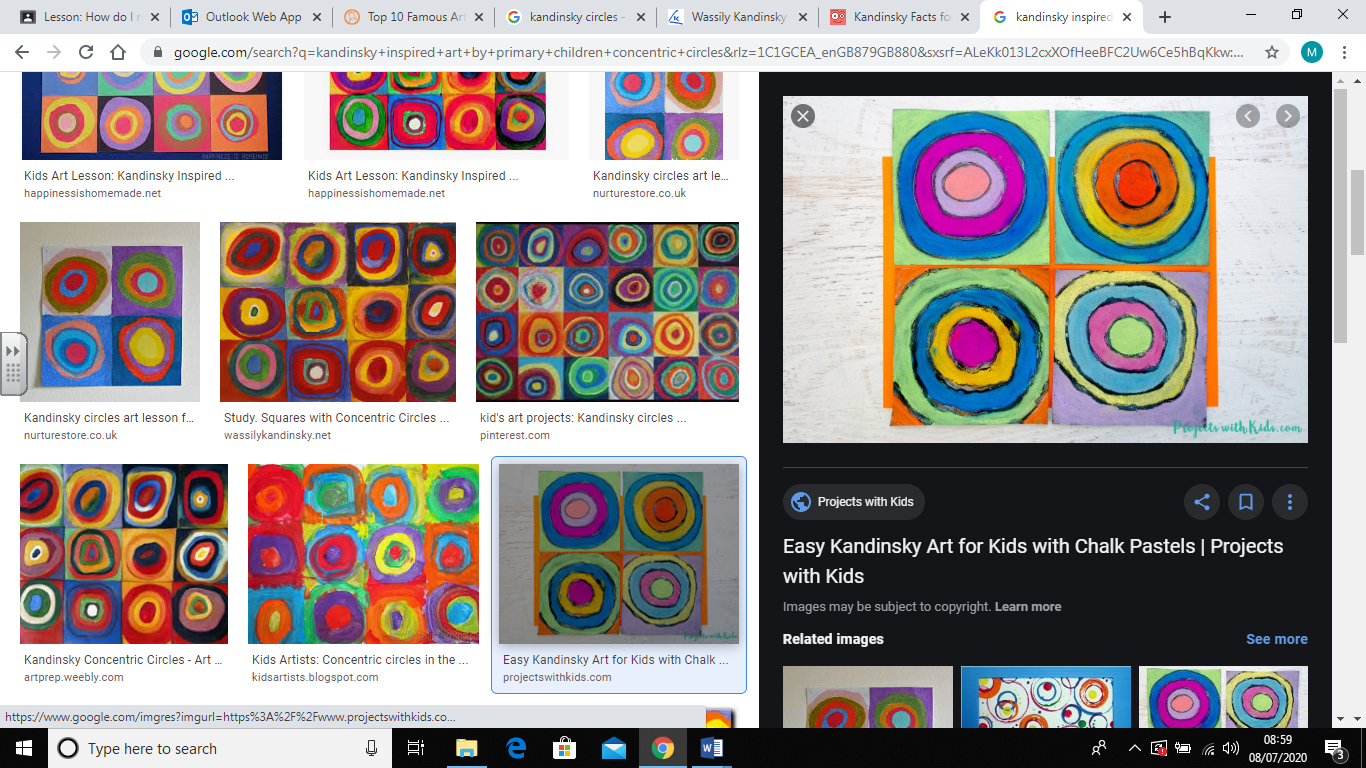 Lesson: How do I n
Outlook Web App
Top 10 Famous Art
kandinsky circles -
Wassily Kandinsky
Kandinsky Facts fo
kandinsky inspired
google.com/search?q=kandinsky+inspired+art+by+primary+children+concentric+circles&rlz=1C1GCEA_enGB879GB880&sxsrf=ALeKk013L2cxXOfHeeBFC2Uw6Ce5hBqKkw:...
M
HAPPINESS IS HOMEMADE
Kids Art Lesson: Kandinsky Inspired ...
happinessishomemade.net
Kids Art Lesson: Kandinsky Inspired ...
happinessishomemade.net
Kandinsky circles art le...
nurturestore.co.uk
Kandinsky circles art lesson f...
nurturestore.co.uk
Study. Squares with Concentric Circles ...
wassilykandinsky.net
kid's art projects: Kandinsky circles ...
pinterest.com
Kandinsky Concentric Circles - Art ...
artprep.weebly.com
Kids Artists: Concentric circles in the ...
kidsartists.blogspot.com
Easy Kandinsky Art for Kids with Chalk ...
projectswithkids.com
Projects with Kids.com
Projects with Kids
Easy Kandinsky Art for Kids with Chalk Pastels | Projects
with Kids
Images may be subject to copyright. Learn more
Related images
See more
https://www.google.com/imgres?imgurl=https%3A%2F%2Fwww.projectswithkids.co...
Type here to search
08:59
08/07/2020
3